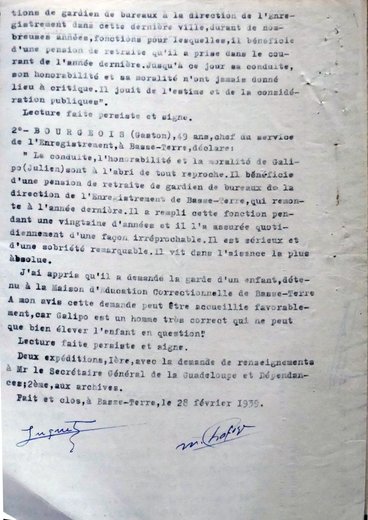 tions de gardien de bureaux à la direction de l'Enre-
gistrement dans cette dernière ville,durant de nom-
breuses années,fonctions pour lesquelles,il bénéficie
d'une pension de retraite qu'il a prise dans le cou-
rant de l'année dernière.Jusqu'à ce jour sa conduite,
son honorabilité et sa moralité n'ont jamais donné
lieu à critique.Il jouit de l'estime et de la considé-
ration publiques".
Lecture faite persiste et signe.
2°- B O U R G E O I S (Gaston),49 ans,chef du service
de l'Enregistrement,à Basse-Terre,déclare:
" La conduite,l'honorabilité et la moralité de Gali-
po(Julien)sont à l'abri de tout reproche.Il bénéficie
d'une pension de retraite de gardien de bureaux de la
direction de l'Enregistrement de Basse-Terre,qui remon-
te à l'année dernière.Il a rempli cette fonction pen-
dant une vingtaine d'années et il l'a assurée quoti-
diennement d'une façon irréprochable.Il est sérieux et
d'une sobriété remarquable.Il vit dans l'aisance la plus
absolue.
J'ai appris qu'il a demandé la garde d'un enfant,déte-
nu à la Maison d'Education Correctionnelle de Basse-Terre
A mon avis cette demande peut être accueillie favorable-
ment,car Galipo est un homme très correct qui ne peut
que bien élever l'enfant en question"
Lecture faite persiste et signe.
Deux expéditions,1ère,avec la demande de renseignements
à Mr le Secrétaire Général de la Guadeloupe et Dépendan-
ces;2ème,aux archives.
Fait et clos,à Basse-Terre,le 28 février 1939.